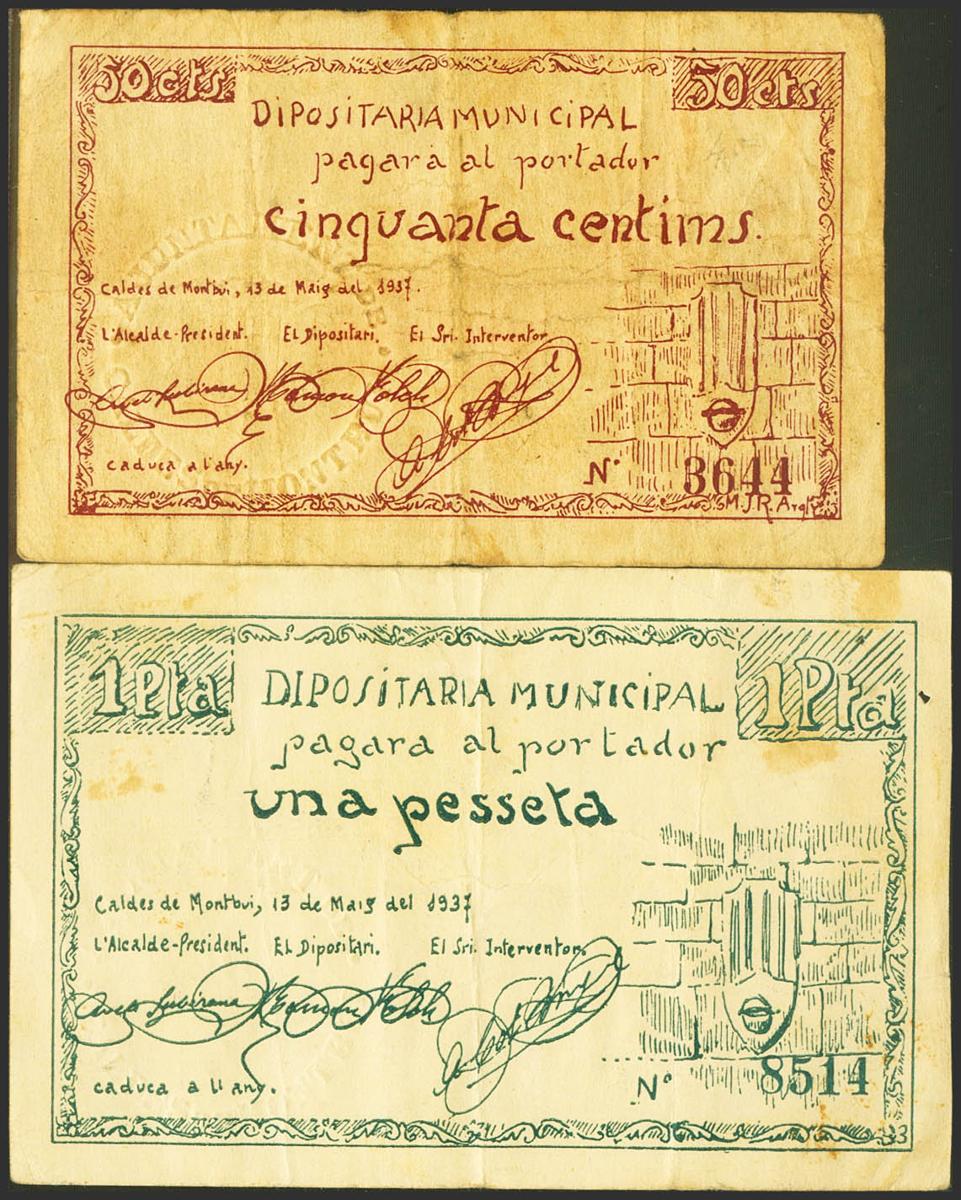 50 cts. 50 cts
DIPOSITARIA MUNICIPAL
pagarà al portador
cinquanta centims.
Caldes de Montbui, 13 de Maig del 1937.
L'Alcalde-President. EL Dipositari, El Sri. Interventor
caduca a l'any.
N° 3644
M.J.R.
1 Pta 1 Pta
DIPOSITARIA MUNICIPAL
pagara al portador
una pesseta
Caldes de Montbui, 13 de Maig del 1937
L'Alcalde-President. EL Dipositari. El Sri. Interventor.
caduca a ll any.
N° 8514